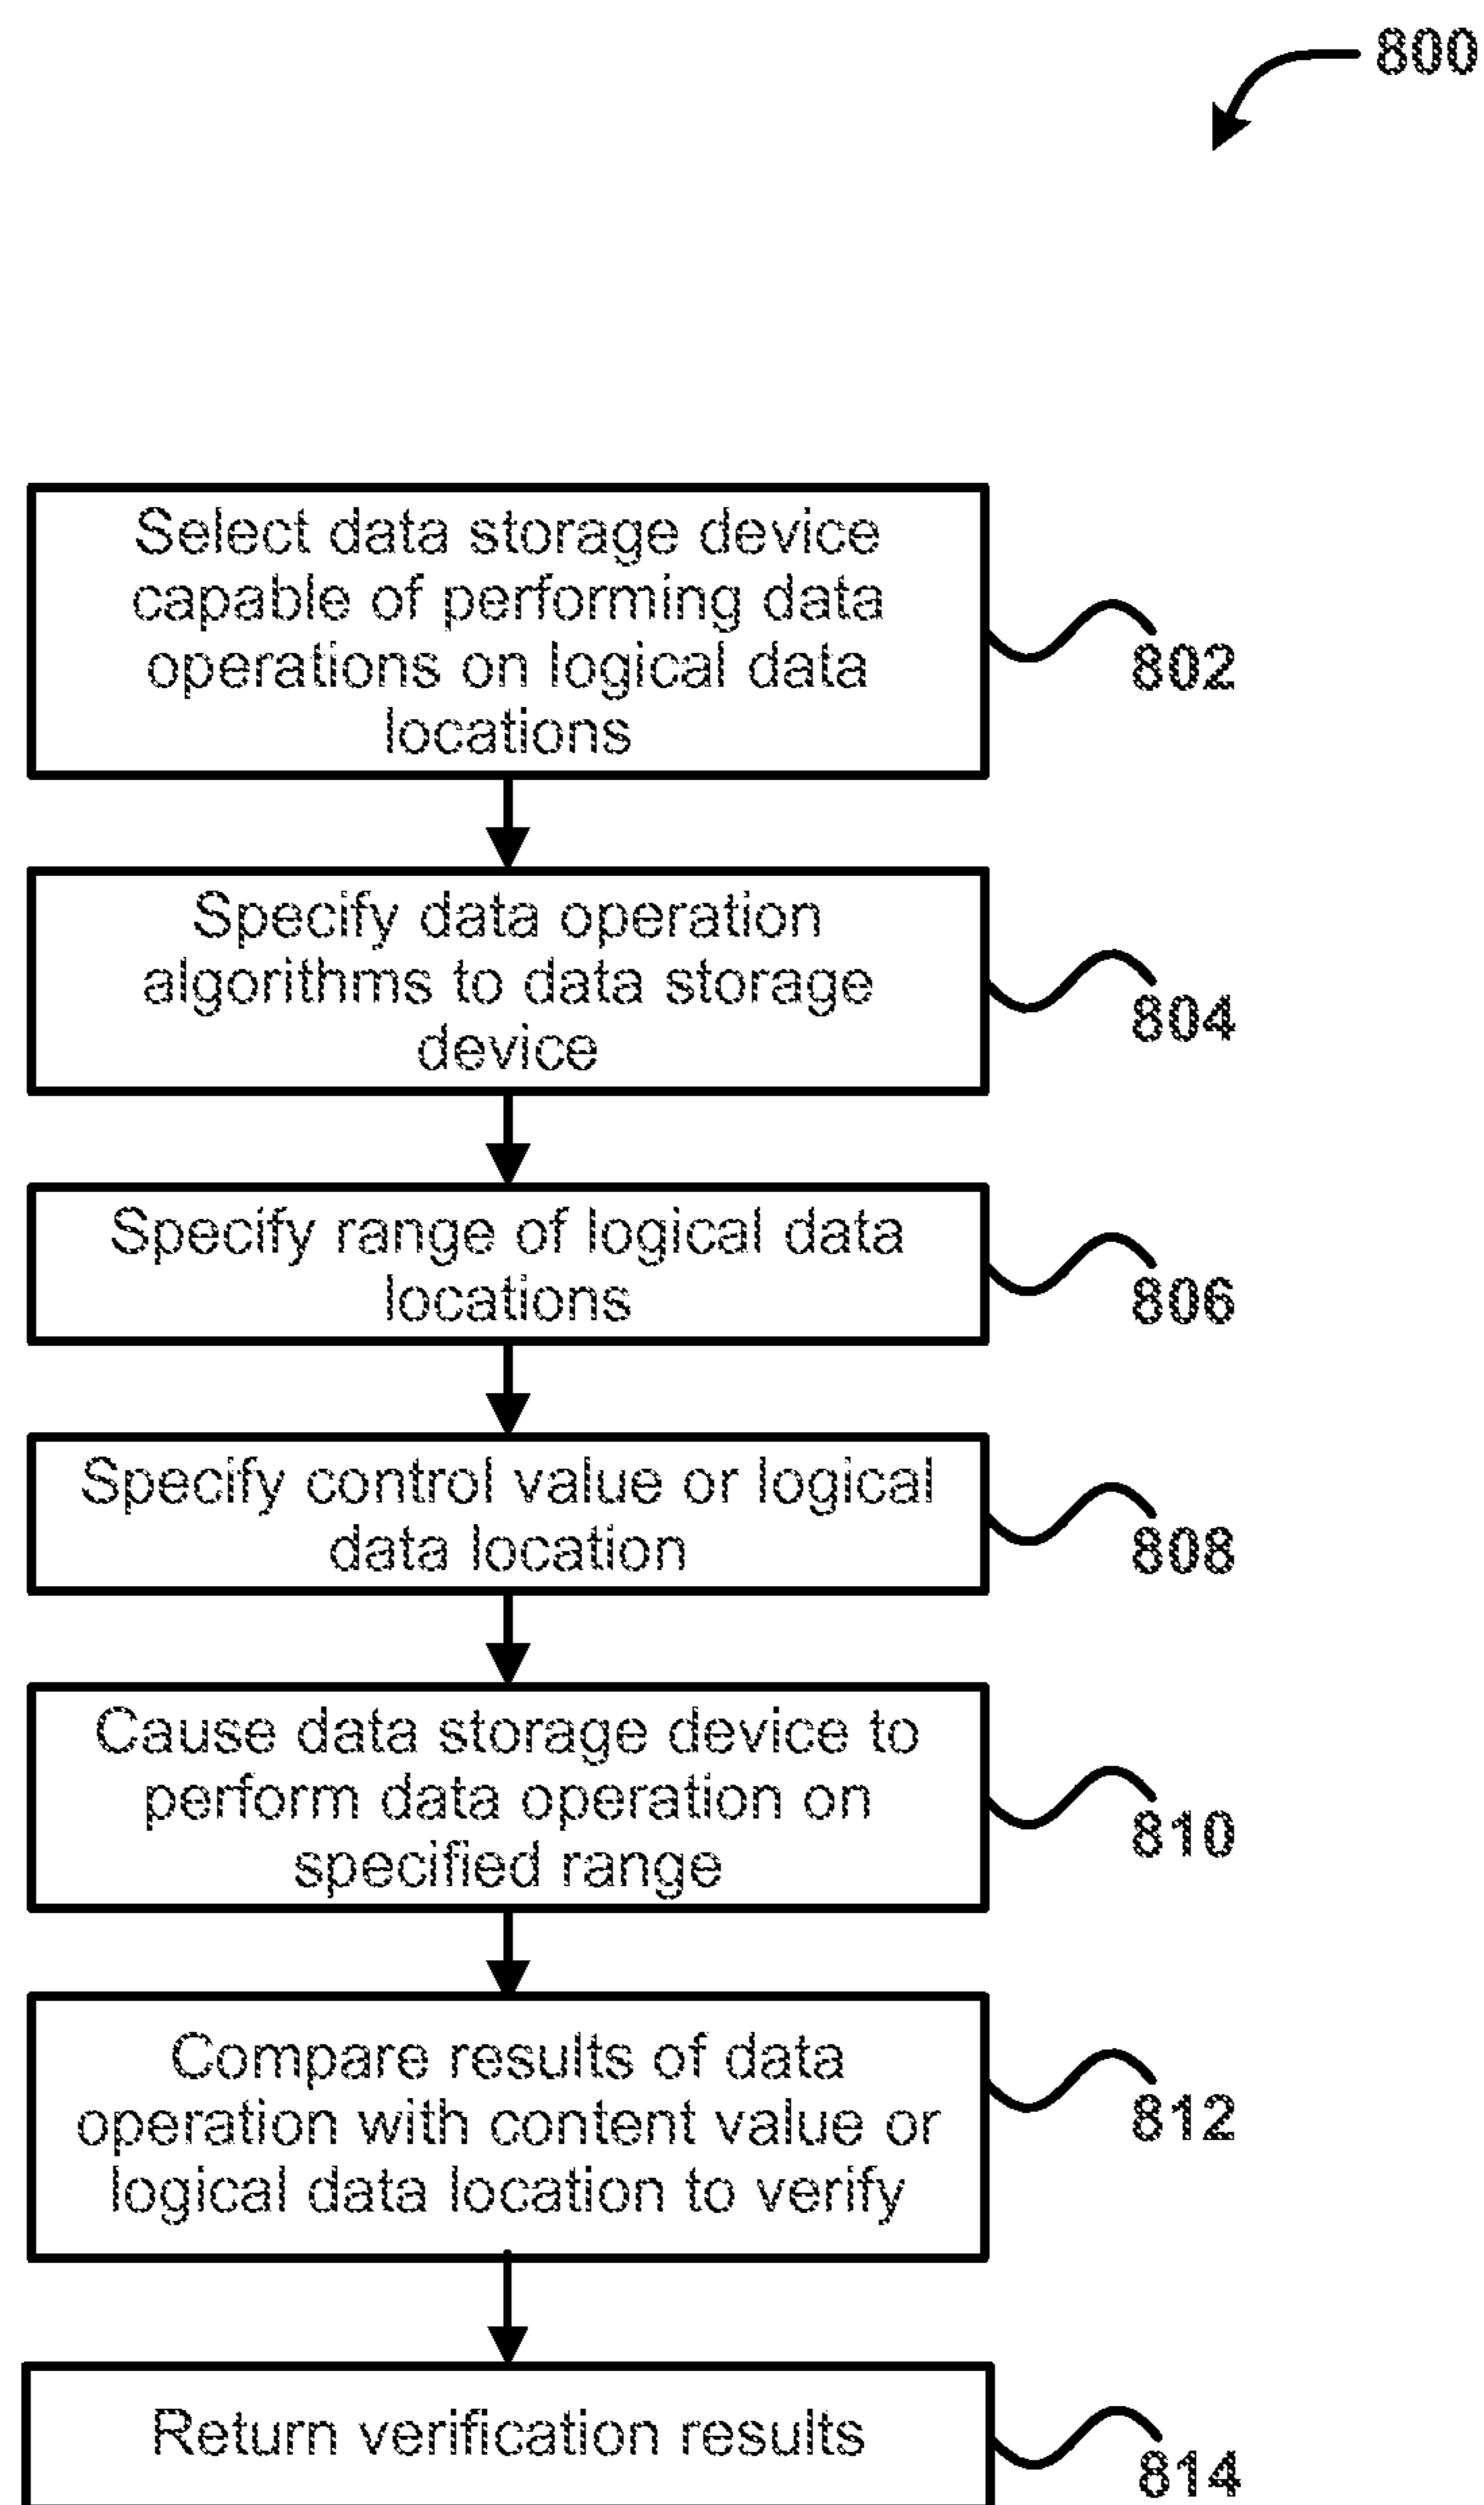 800
Select data storage device
capable of performing data
operations on logical data
locations
802
Specify data operation
algorithms to data storage
device
804
Specify range of logical data
locations
806
Specify control value or logical
data location
808
Cause data storage device to
perform data operation on
specified range
810
Compare results of data
operation with content value or
logical data location to verify
812
Return verification results
814